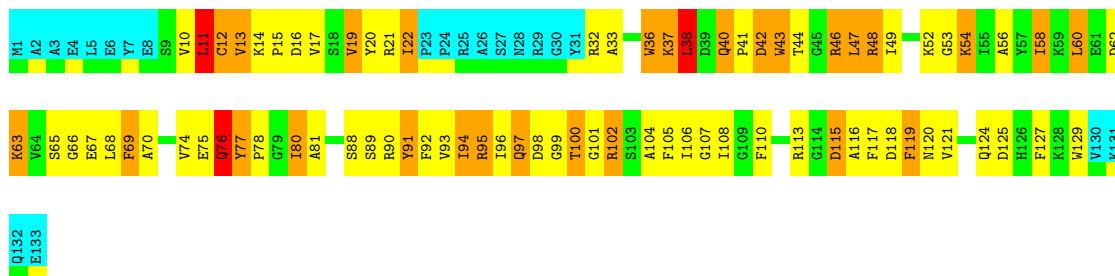 M1 A2 A3 E4 L5 E6 Y7 E8 S9 V10 L11 C12 V13 K14 P15 D16 V17 S18 V19 Y20 R21 I22 P23 P24 R25 A26 S27 N28 R29 G30 Y31 R32 A33 W36 K37 L38 D39 Q40 P41 D42 W43 T44 G45 R46 L47 R48 I49 K52 G53 K54 I55 A56 Y57 I58 K59 L60 E61 D62
K63 V64 S65 G66 E67 L68 F69 A70 V74 E75 Q76 Y77 P78 G79 I80 A81 S88 S89 R90 Y91 F92 V93 I94 R95 I96 Q97 D98 G99 T100 G101 R102 S103 A104 F105 I106 G107 I108 G109 F110 R113 G114 D115 A116 F117 D118 F119 N120 V121 Q124 D125 H126 F127 K128 W129 V130 K131
Q132 E133